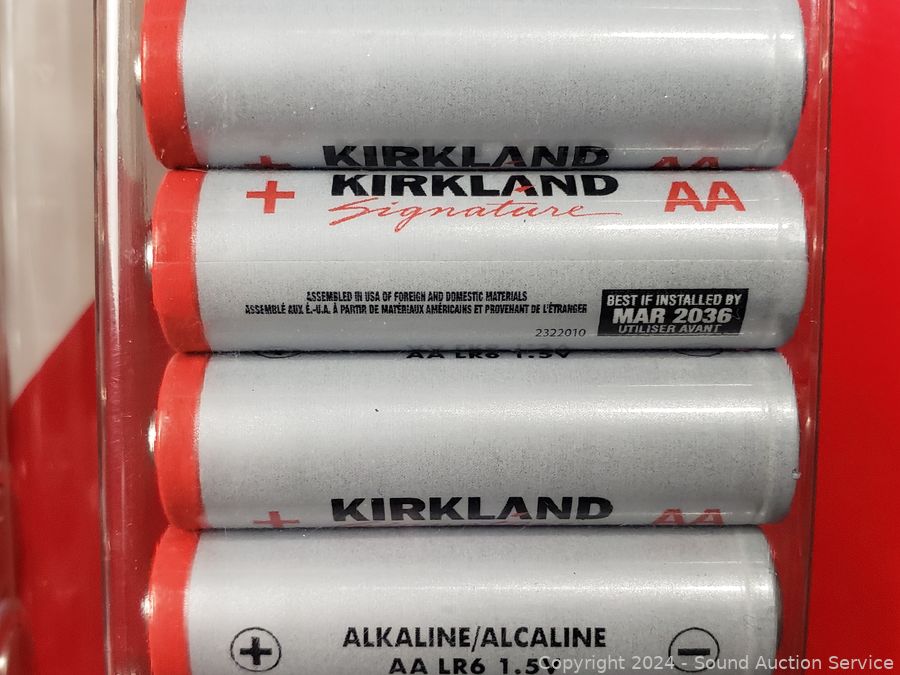 KIRKLAND
+ AA
KIRKLAND
Signature
+ AA
ASSEMBLED IN USA OF FOREIGN AND DOMESTIC MATERIALS
ASSEMBLÉ AUX É.-U.A. À PARTIR DE MATÉRIAUX AMÉRICAINS ET PROVENANT DE L'ÉTRANGER
2322010
BEST IF INSTALLED BY
MAR 2036
UTILISER AVANT
+ AA LR6 1.5V −
KIRKLAND
+ AA
ALKALINE/ALCALINE
+ −
AA LR6 1.5V
Copyright 2024 - Sound Auction Service